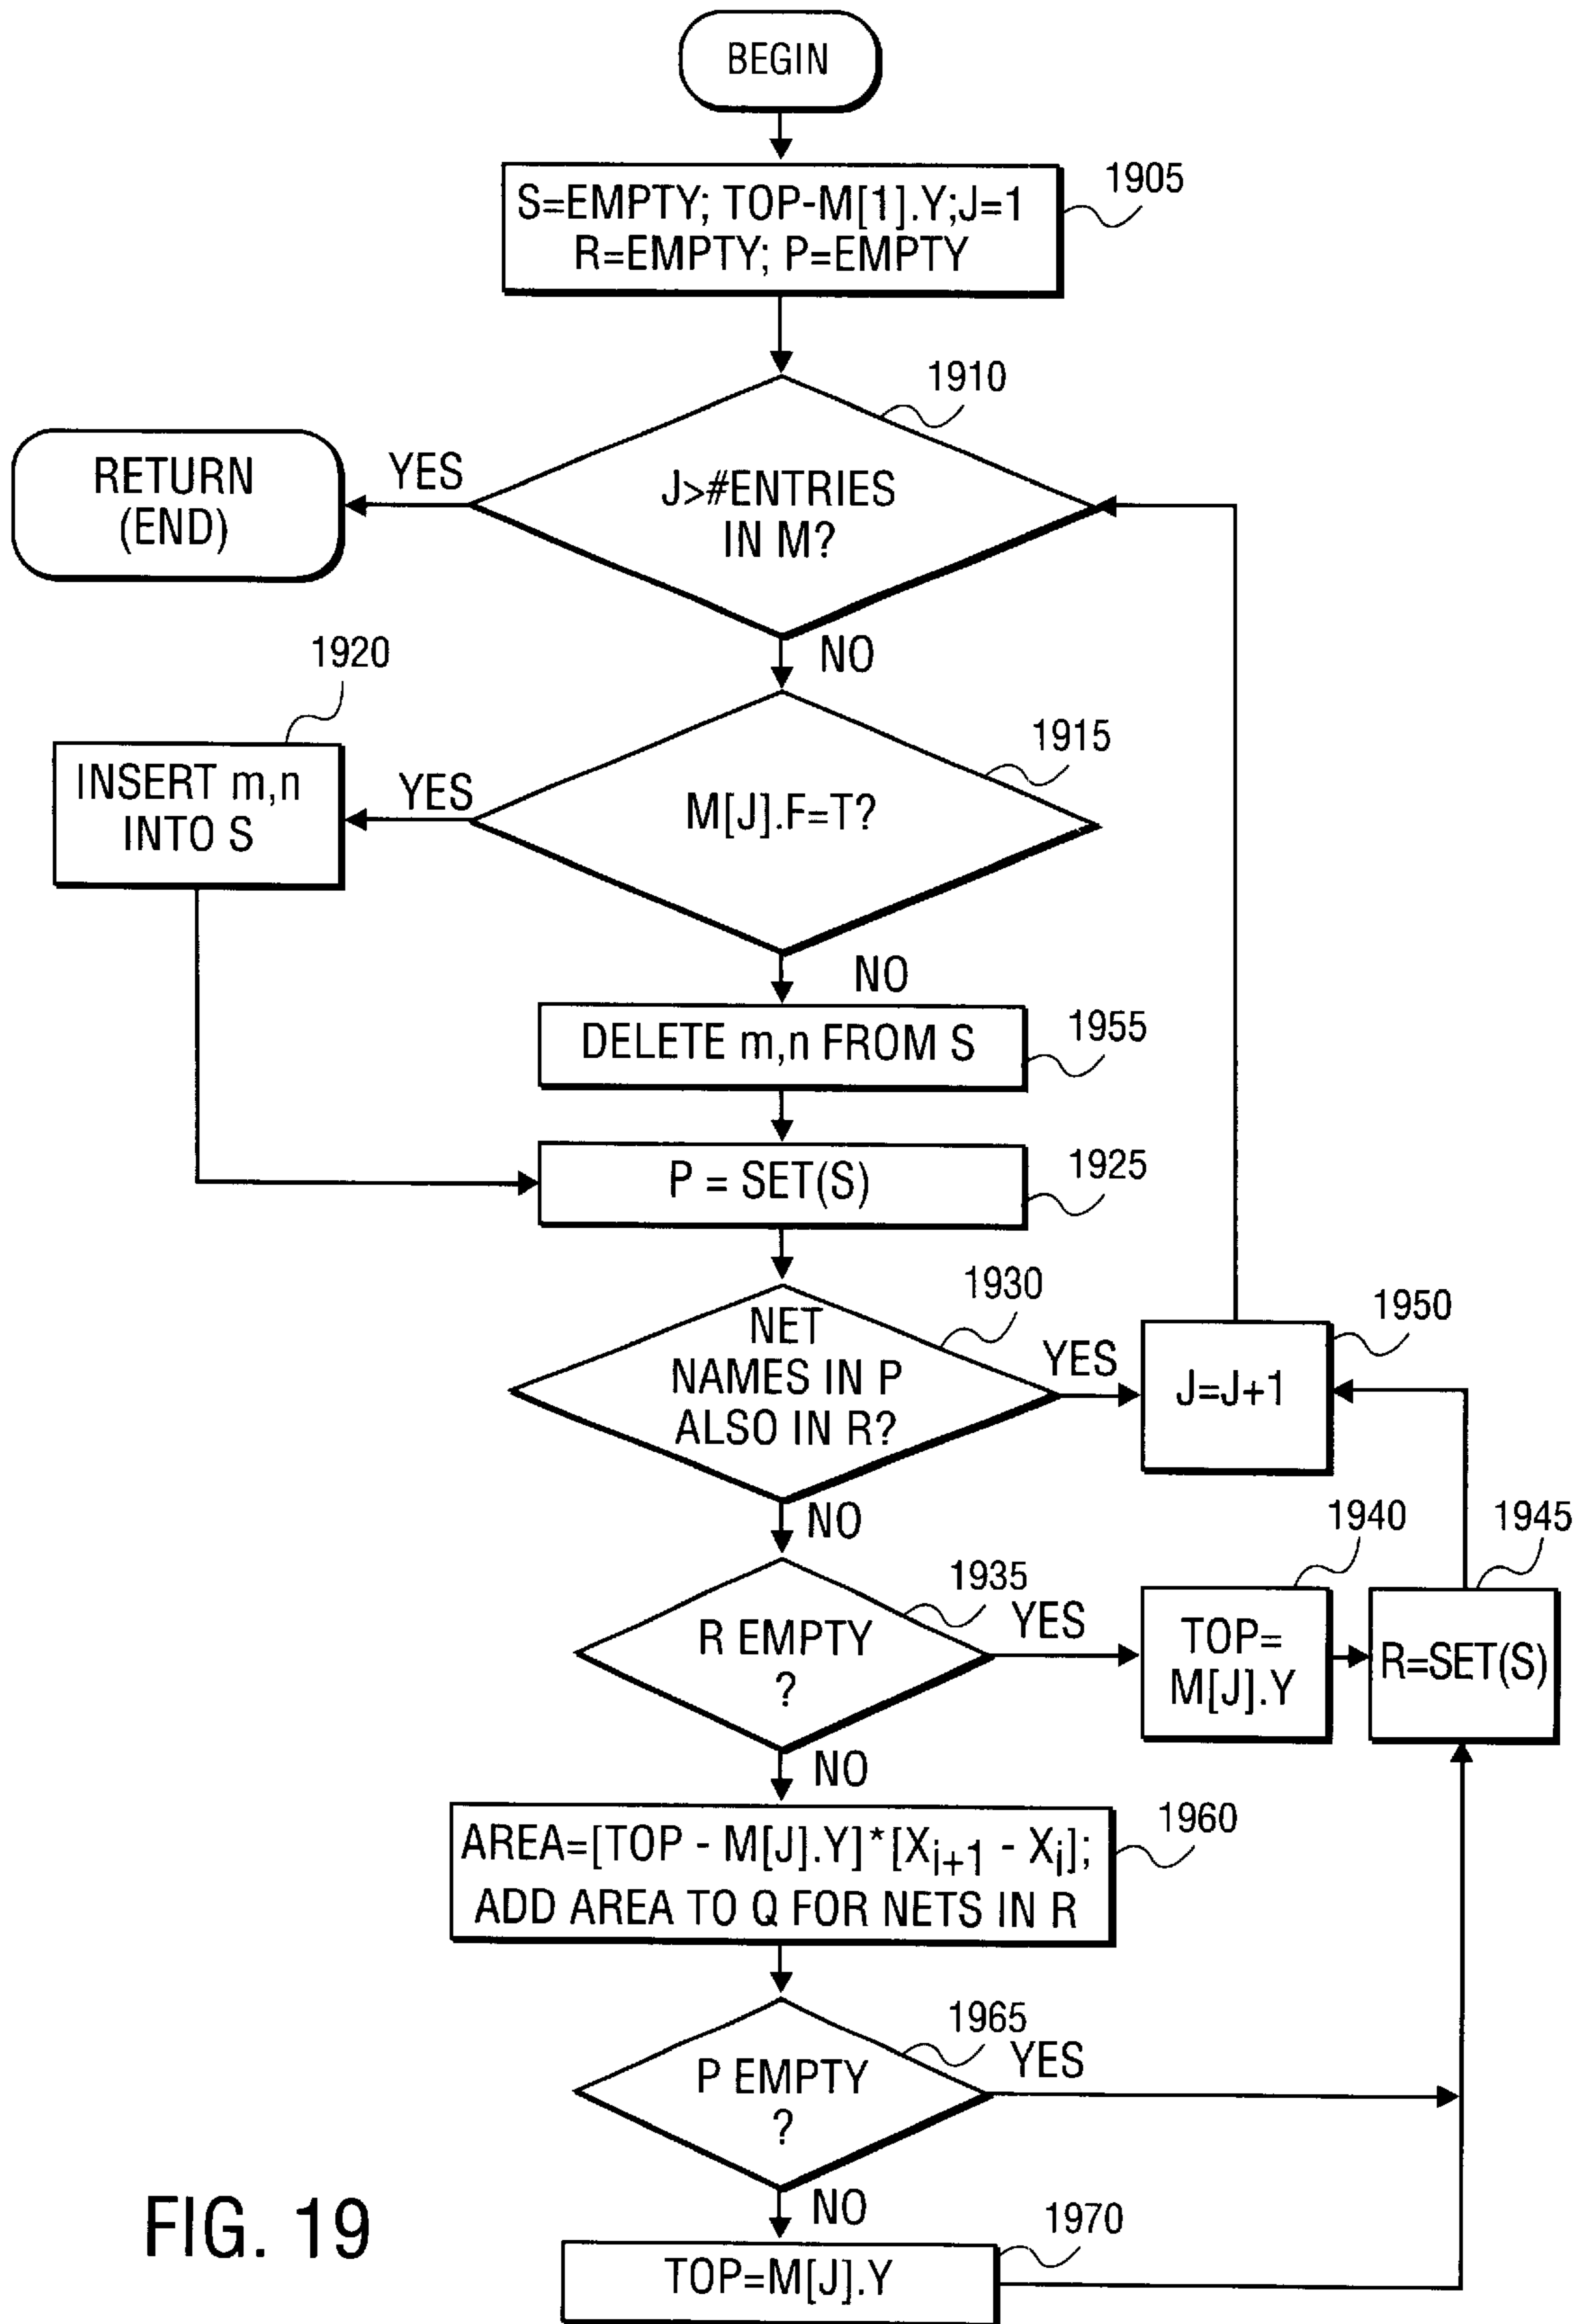 BEGIN
S=EMPTY; TOP-M[1].Y;J=1
R=EMPTY; P=EMPTY
1905
1910
J>#ENTRIES
IN M?
YES
RETURN
(END)
NO
1915
M[J].F=T?
YES
1920
INSERT m,n
INTO S
NO
DELETE m,n FROM S
1955
P = SET(S)
1925
1930
NET
NAMES IN P
ALSO IN R?
YES
1950
J=J+1
NO
1935
R EMPTY
?
YES
1940
TOP=
M[J].Y
1945
R=SET(S)
NO
AREA=[TOP - M[J].Y]*[Xi+1 - Xi];
ADD AREA TO Q FOR NETS IN R
1960
1965
P EMPTY
?
YES
NO
1970
TOP=M[J].Y
FIG. 19